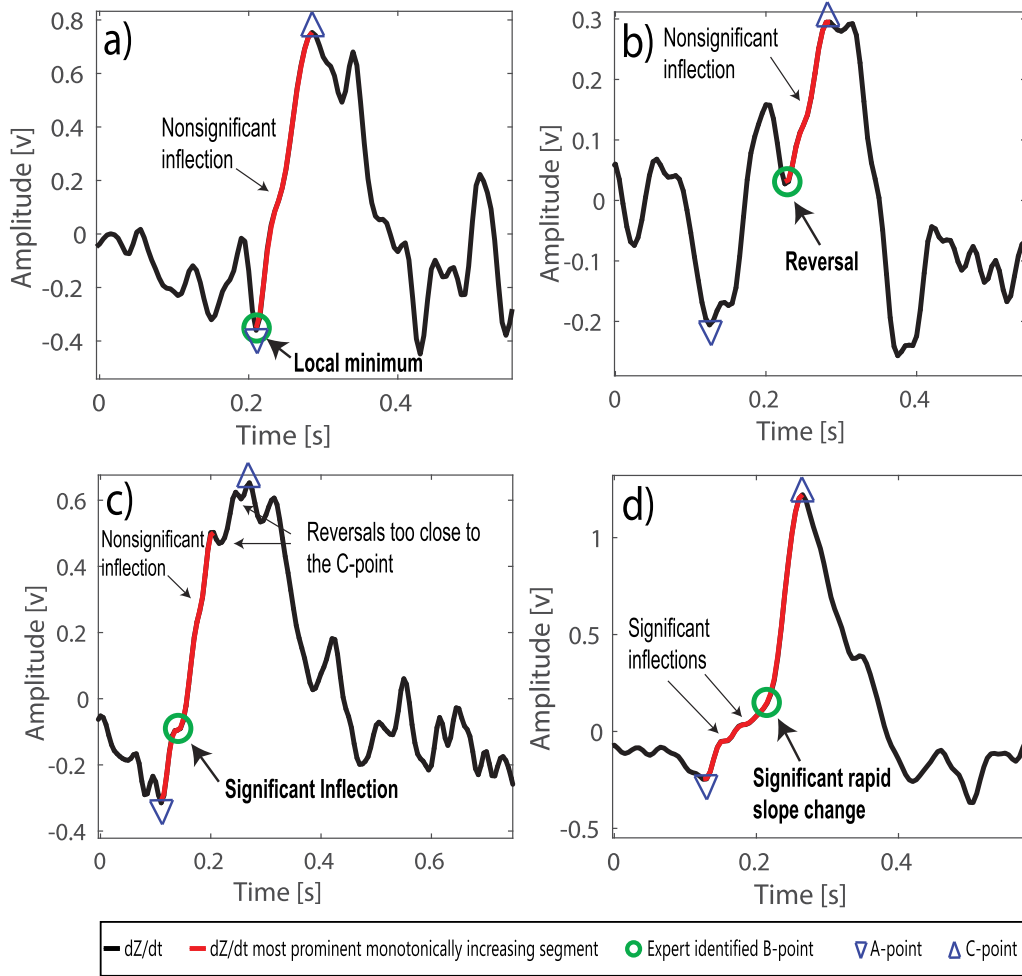 a)
0.8
0.6
0.4
0.2
0
-0.2
-0.4
Amplitude [v]
Nonsignificant
inflection
Local minimum
0
0.2
0.4
Time [s]
b)
0.3
0.2
0.1
0
-0.1
-0.2
Amplitude [v]
Nonsignificant
inflection
Reversal
0
0.2
0.4
Time [s]
c)
0.6
0.4
0.2
0
-0.2
-0.4
Amplitude [v]
Nonsignificant
inflection
Reversals too close to
the C-point
Significant Inflection
0
0.2
0.4
0.6
Time [s]
d)
1
0.5
0
-0.5
Amplitude [v]
Significant
inflections
Significant rapid
slope change
0
0.2
0.4
Time [s]
dZ/dt
dZ/dt most prominent monotonically increasing segment
Expert identified B-point
A-point
C-point